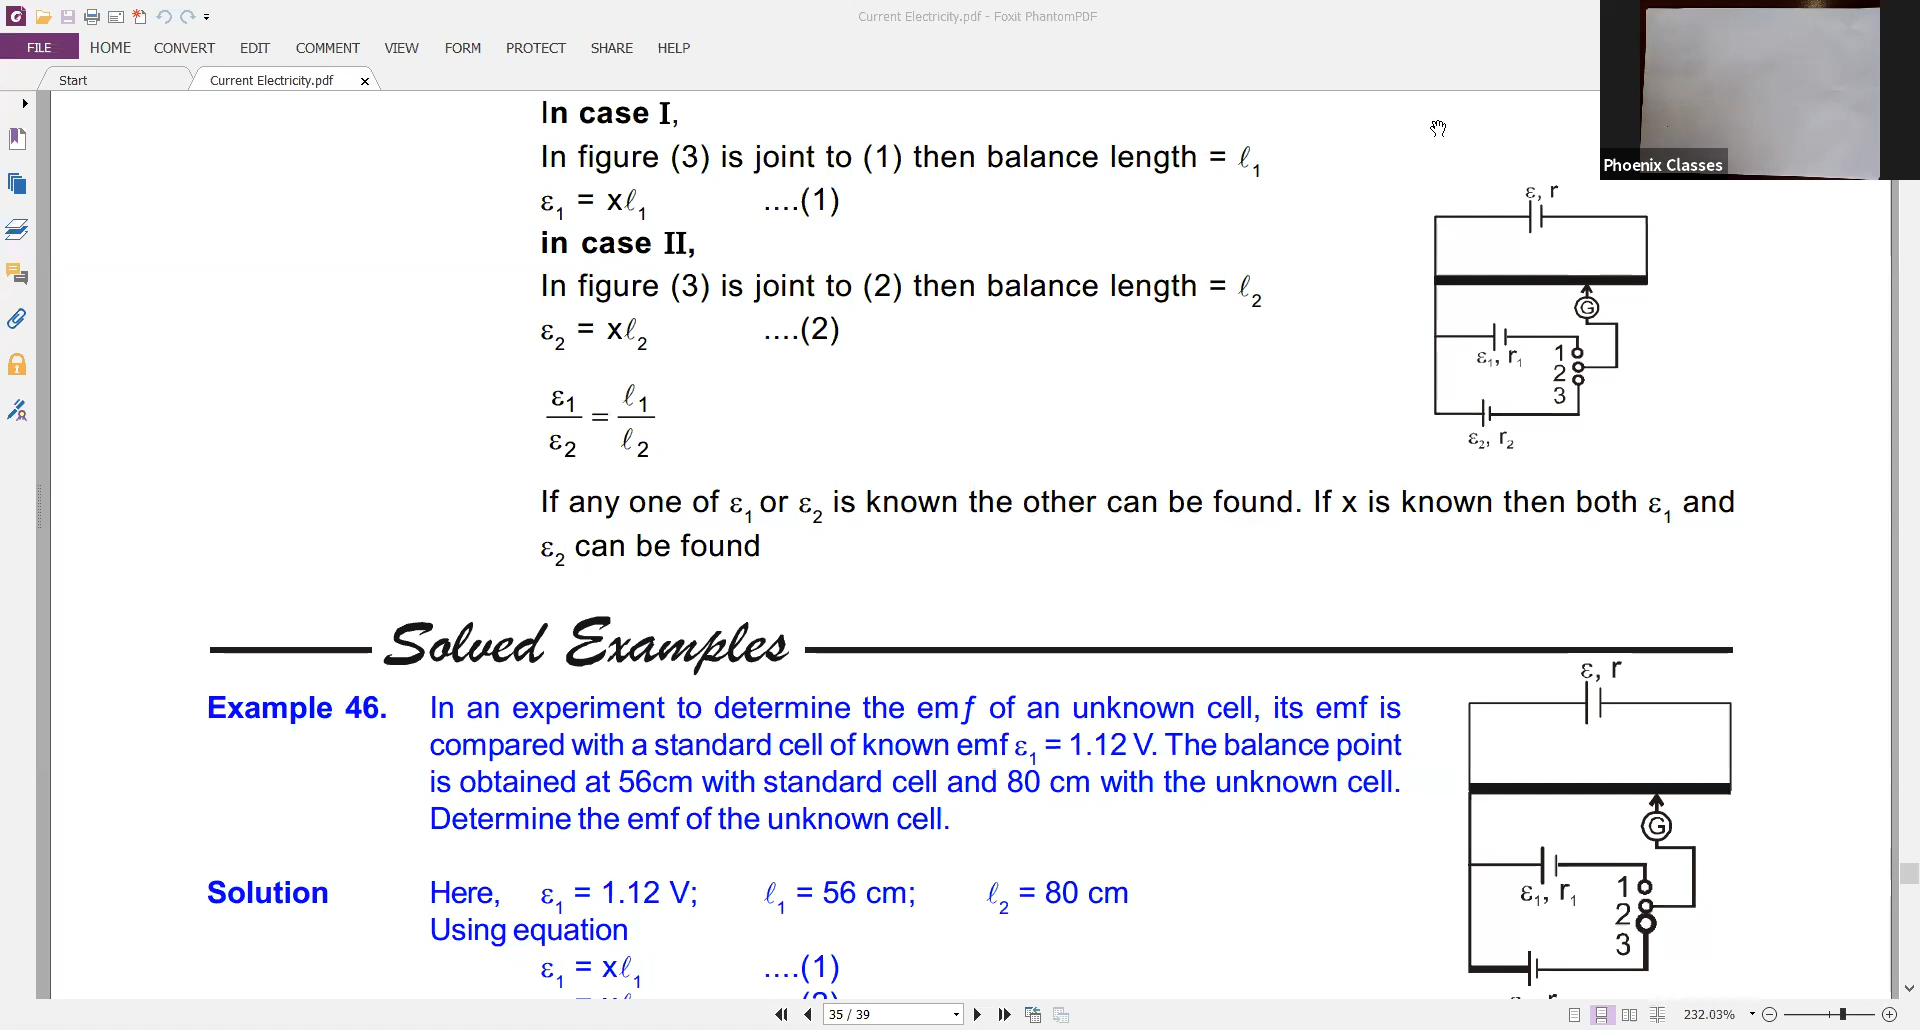 Current Electricity.pdf - Foxit PhantomPDF
FILE HOME CONVERT EDIT COMMENT VIEW FORM PROTECT SHARE HELP
Start Current Electricity.pdf
Phoenix Classes
In case I,
In figure (3) is joint to (1) then balance length = ℓ₁
ε₁ = xℓ₁ ....(1)
in case II,
In figure (3) is joint to (2) then balance length = ℓ₂
ε₂ = xℓ₂ ....(2)
ε₁/ε₂ = ℓ₁/ℓ₂
ε, r
G
ε₁, r₁
1
2
3
ε₂, r₂
If any one of ε₁ or ε₂ is known the other can be found. If x is known then both ε₁ and
ε₂ can be found
Solved Examples
Example 46. In an experiment to determine the emƒ of an unknown cell, its emf is
compared with a standard cell of known emf ε₁ = 1.12 V. The balance point
is obtained at 56cm with standard cell and 80 cm with the unknown cell.
Determine the emf of the unknown cell.
ε, r
G
ε₁, r₁
1
2
3
Solution Here, ε₁ = 1.12 V; ℓ₁ = 56 cm; ℓ₂ = 80 cm
Using equation
ε₁ = xℓ₁ ....(1)
35 / 39
232.03%